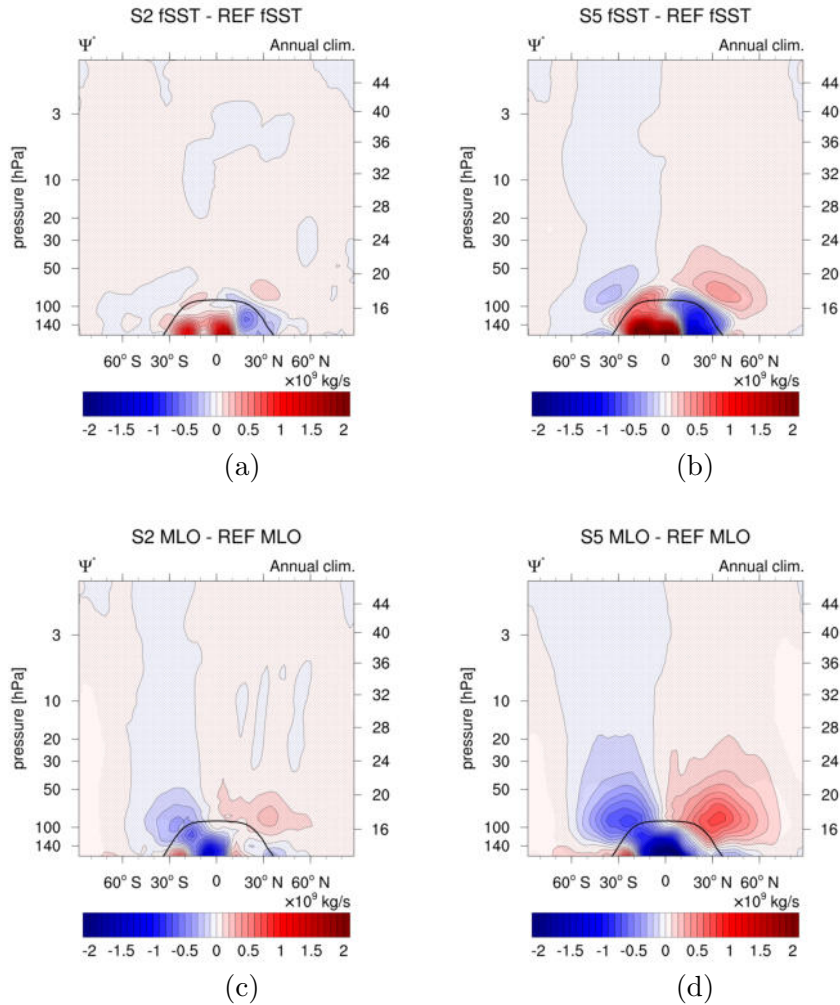 S2 fSST - REF fSST
Ψ* Annual clim.
pressure [hPa]
3
10
20
30
50
100
140
44
40
36
32
28
24
20
16
60° S 30° S 0 30° N 60° N
×10⁹ kg/s
-2 -1.5 -1 -0.5 0 0.5 1 1.5 2
(a)
S5 fSST - REF fSST
Ψ* Annual clim.
pressure [hPa]
3
10
20
30
50
100
140
44
40
36
32
28
24
20
16
60° S 30° S 0 30° N 60° N
×10⁹ kg/s
-2 -1.5 -1 -0.5 0 0.5 1 1.5 2
(b)
S2 MLO - REF MLO
Ψ* Annual clim.
pressure [hPa]
3
10
20
30
50
100
140
44
40
36
32
28
24
20
16
60° S 30° S 0 30° N 60° N
×10⁹ kg/s
-2 -1.5 -1 -0.5 0 0.5 1 1.5 2
(c)
S5 MLO - REF MLO
Ψ* Annual clim.
pressure [hPa]
3
10
20
30
50
100
140
44
40
36
32
28
24
20
16
60° S 30° S 0 30° N 60° N
×10⁹ kg/s
-2 -1.5 -1 -0.5 0 0.5 1 1.5 2
(d)